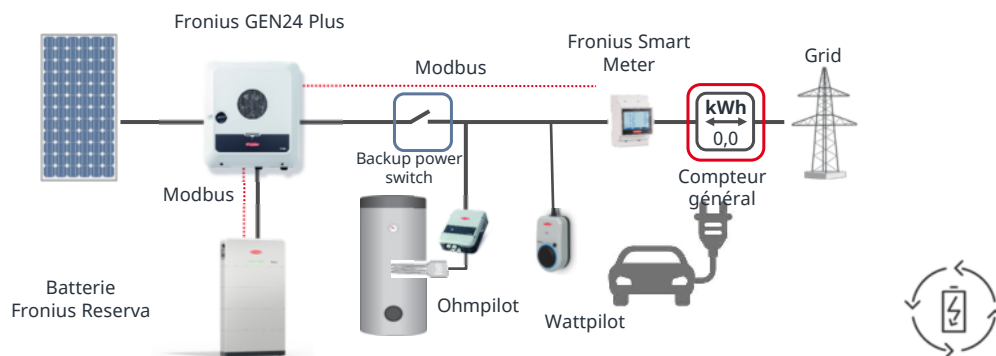 Fronius GEN24 Plus
Fronius Smart
Meter
Grid
Modbus
kWh
0,0
Backup power
switch
Compteur
général
Modbus
Batterie
Fronius Reserva
Ohmpilot
Wattpilot